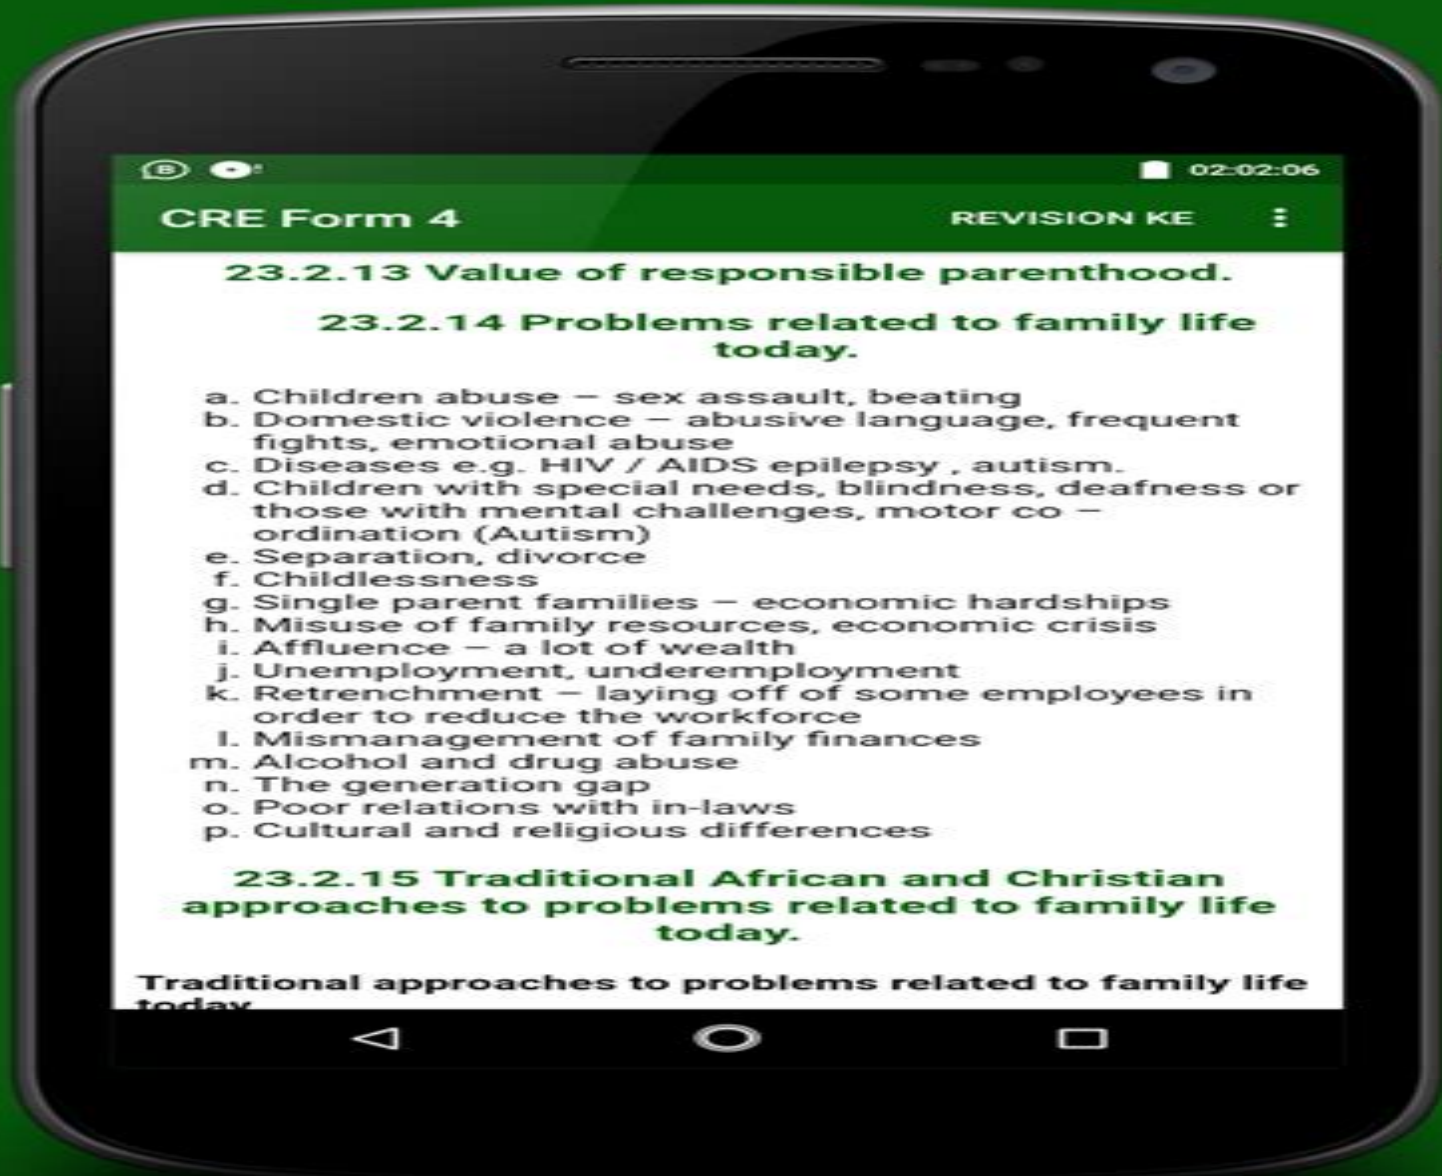 02:02:06
CRE Form 4 REVISION KE
23.2.13 Value of responsible parenthood.
23.2.14 Problems related to family life
today.
a. Children abuse – sex assault, beating
b. Domestic violence – abusive language, frequent
fights, emotional abuse
c. Diseases e.g. HIV / AIDS epilepsy , autism.
d. Children with special needs, blindness, deafness or
those with mental challenges, motor co –
ordination (Autism)
e. Separation, divorce
f. Childlessness
g. Single parent families – economic hardships
h. Misuse of family resources, economic crisis
i. Affluence – a lot of wealth
j. Unemployment, underemployment
k. Retrenchment – laying off of some employees in
order to reduce the workforce
l. Mismanagement of family finances
m. Alcohol and drug abuse
n. The generation gap
o. Poor relations with in-laws
p. Cultural and religious differences
23.2.15 Traditional African and Christian
approaches to problems related to family life
today.
Traditional approaches to problems related to family life
today